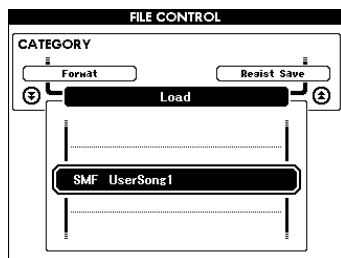 FILE CONTROL
CATEGORY
Format
Regist Save
Load
SMF UserSong1